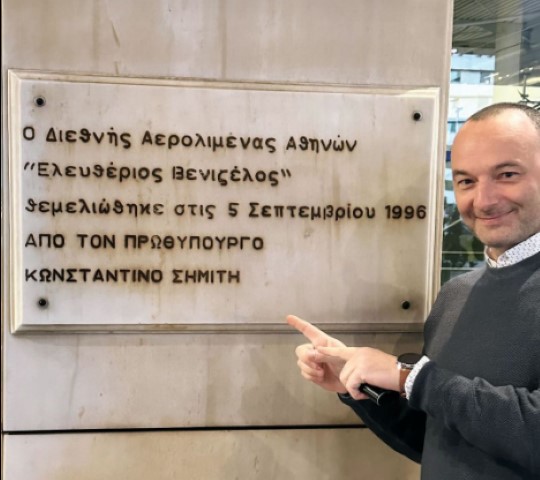 Ο Διεθνής Αερολιμένας Αθηνών
"Ελευθέριος Βενιζέλος"
θεμελιώθηκε στις 5 Σεπτεμβρίου 1996
ΑΠΟ ΤΟΝ ΠΡΩΘΥΠΟΥΡΓΟ
ΚΩΝΣΤΑΝΤΙΝΟ ΣΗΜΙΤΗ